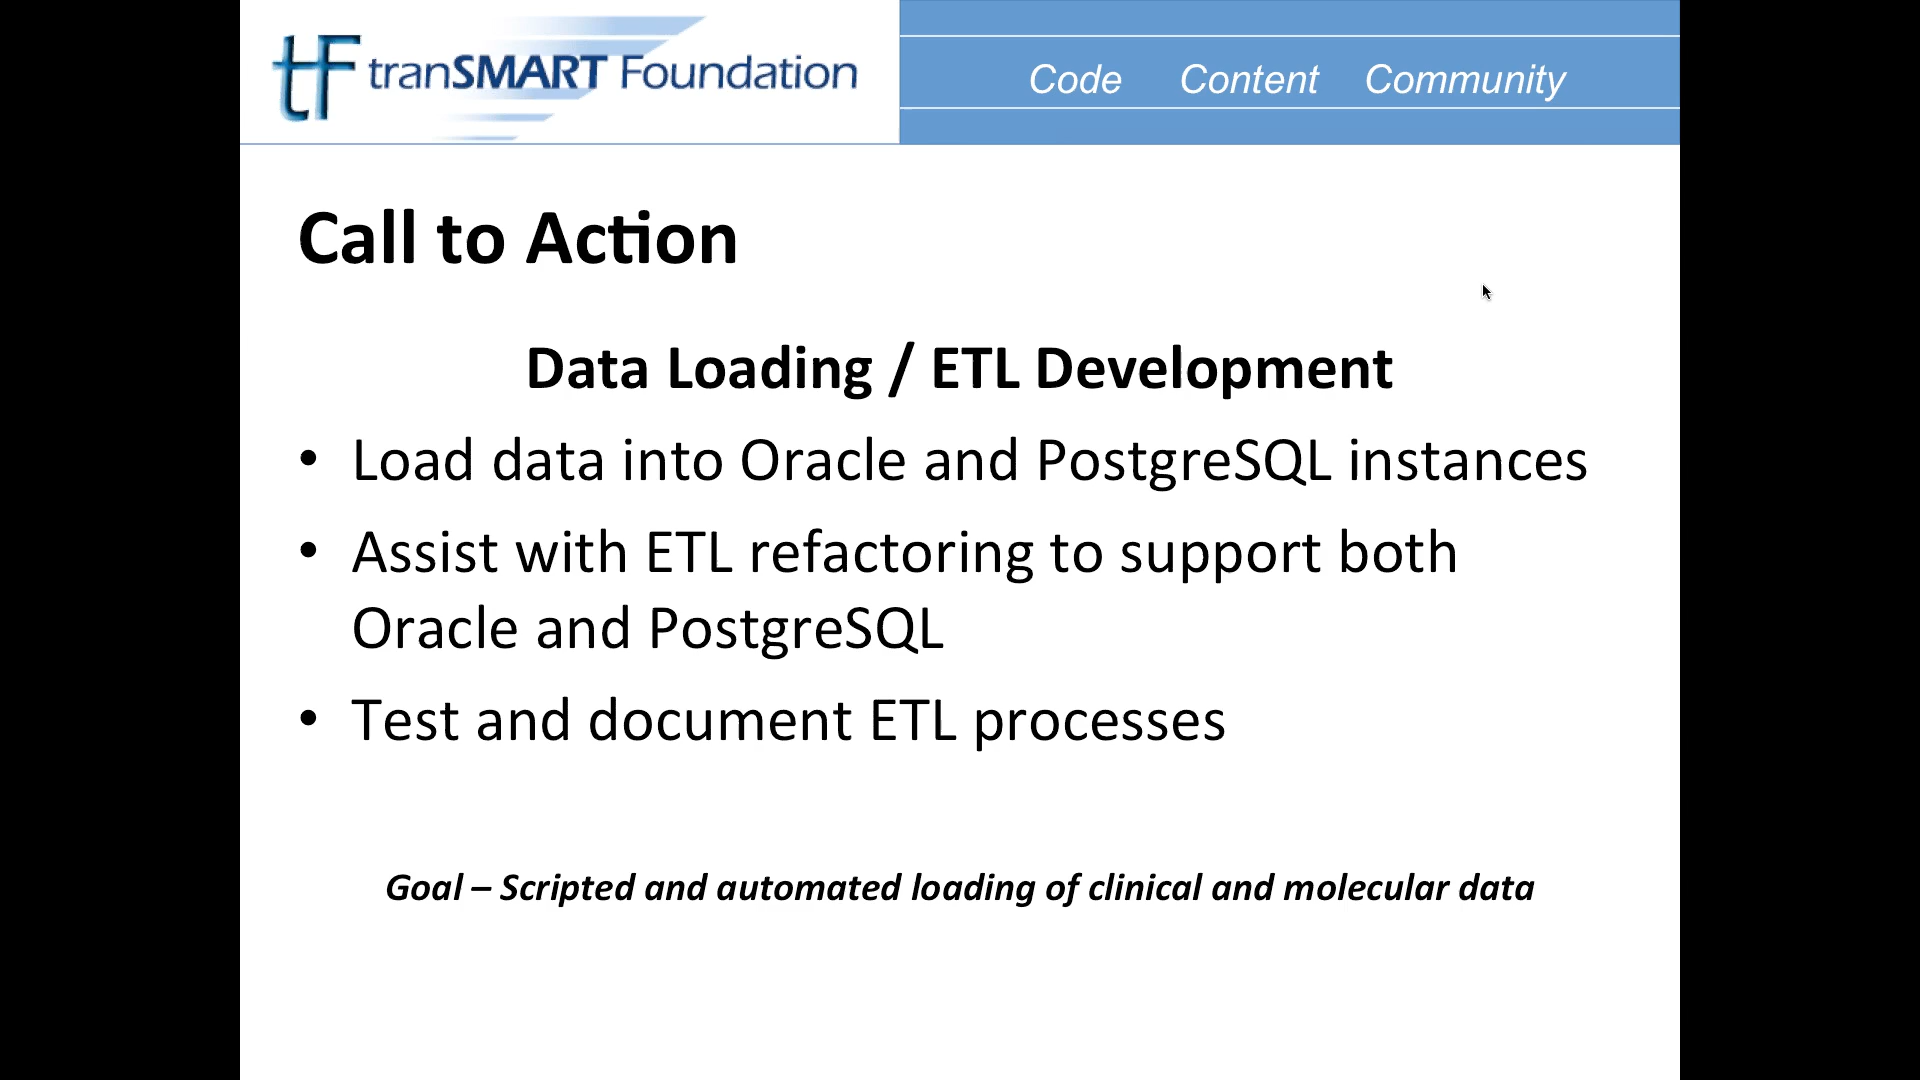 tF tranSMART Foundation
Code Content Community
Call to Action
Data Loading / ETL Development
• Load data into Oracle and PostgreSQL instances
• Assist with ETL refactoring to support both
Oracle and PostgreSQL
• Test and document ETL processes
Goal – Scripted and automated loading of clinical and molecular data